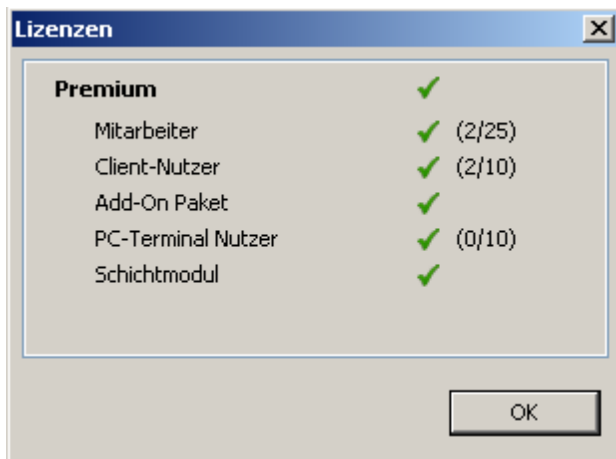 Lizenzen
Premium
Mitarbeiter (2/25)
Client-Nutzer (2/10)
Add-On Paket
PC-Terminal Nutzer (0/10)
Schichtmodul
OK